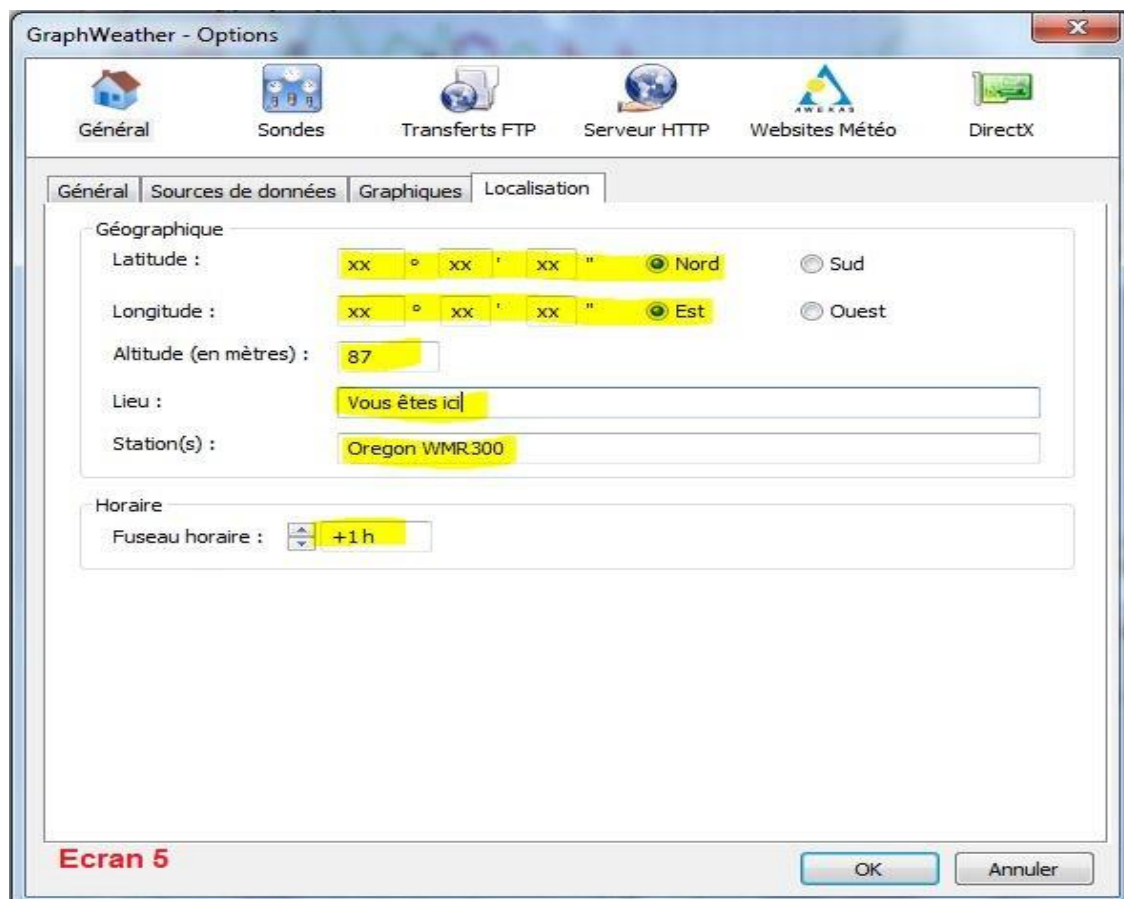 GraphWeather - Options
Général Sondes Transferts FTP Serveur HTTP AWEKAS Websites Météo DirectX
Général Sources de données Graphiques Localisation
Géographique
Latitude : xx ° xx ' xx " Nord Sud
Longitude : xx ° xx ' xx " Est Ouest
Altitude (en mètres) : 87
Lieu : Vous êtes ici
Station(s) : Oregon WMR300
Horaire
Fuseau horaire : +1 h
Ecran 5
OK Annuler